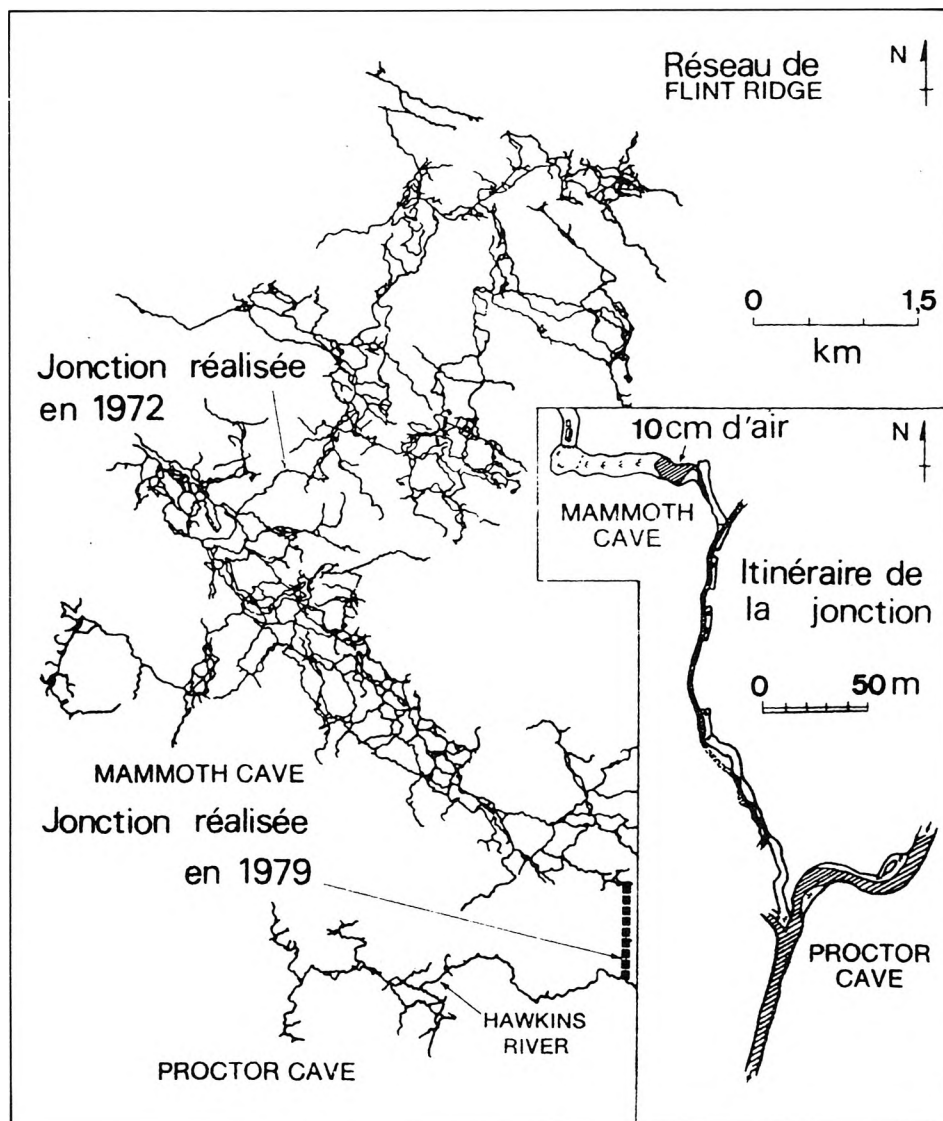 Réseau de
FLINT RIDGE
N
0 1,5
km
Jonction réalisée
en 1972
10cm d'air
N
MAMMOTH
CAVE
Itinéraire de
la jonction
0 50 m
MAMMOTH CAVE
Jonction réalisée
en 1979
PROCTOR
CAVE
HAWKINS
RIVER
PROCTOR CAVE